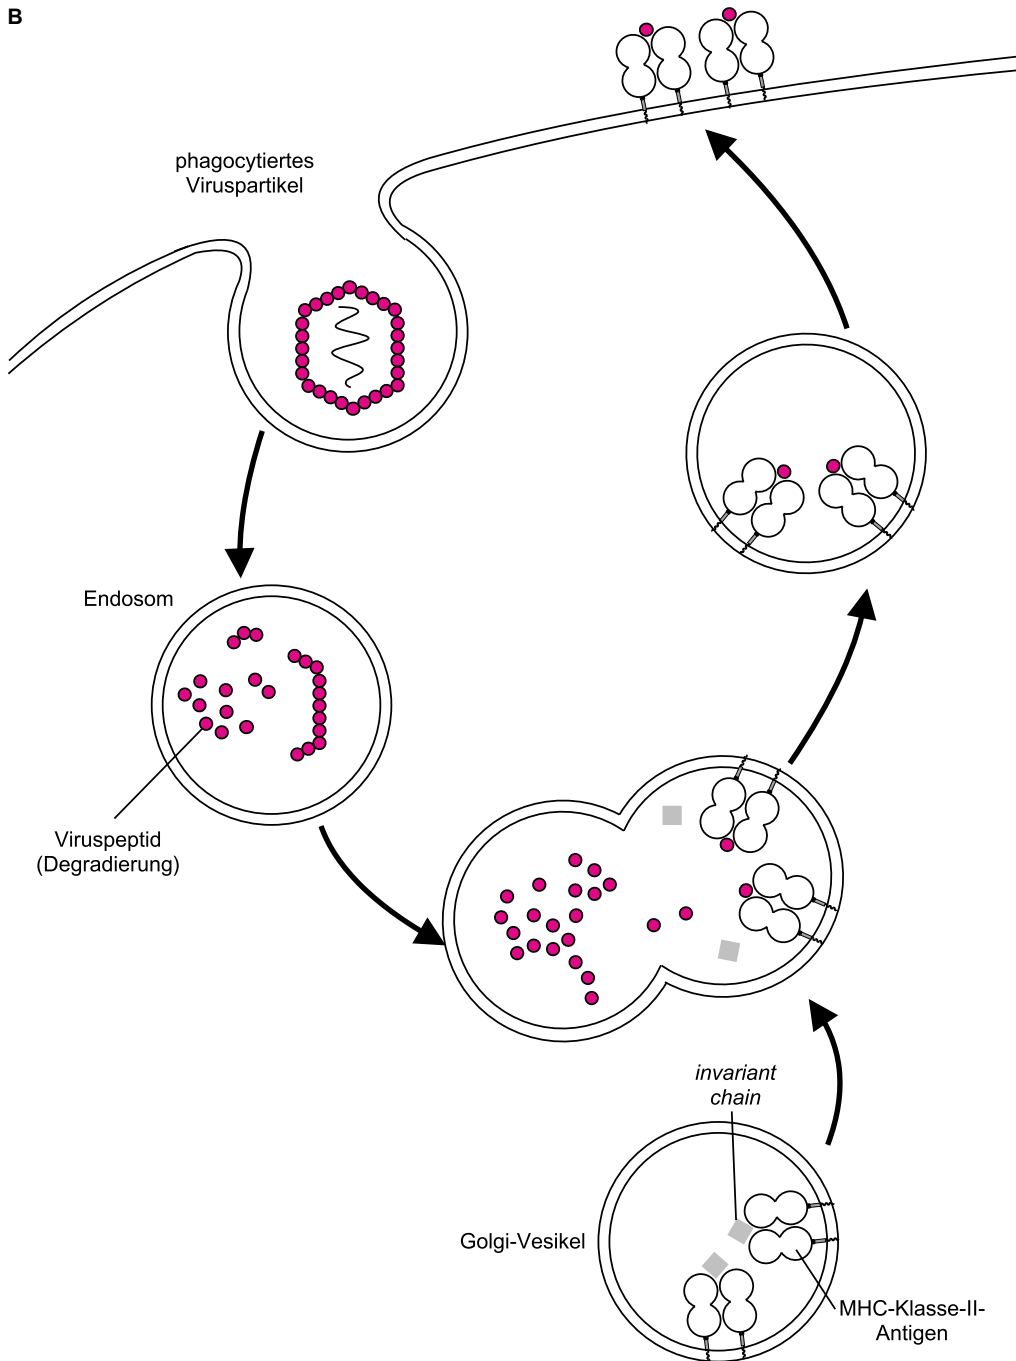 B
phagocytiertes
Viruspartikel
Endosom
Viruspeptid
(Degradierung)
invariant
chain
Golgi-Vesikel
MHC-Klasse-II-
Antigen